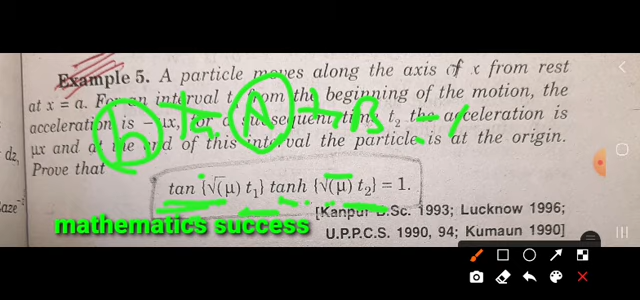 Example 5. A particle moves along the axis of x from rest
at x = a. For an interval t₁ from the beginning of the motion, the
acceleration is – μx, for a subsequent time t₂ the acceleration is
dz, μx and at the end of this interval the particle is at the origin.
Prove that
tan {√(μ) t₁} tanh {√(μ) t₂} = 1.
aze⁻ [Kanpur B.Sc. 1993; Lucknow 1996;
mathematics success
U.P.P.C.S. 1990, 94; Kumaun 1990]
b A B